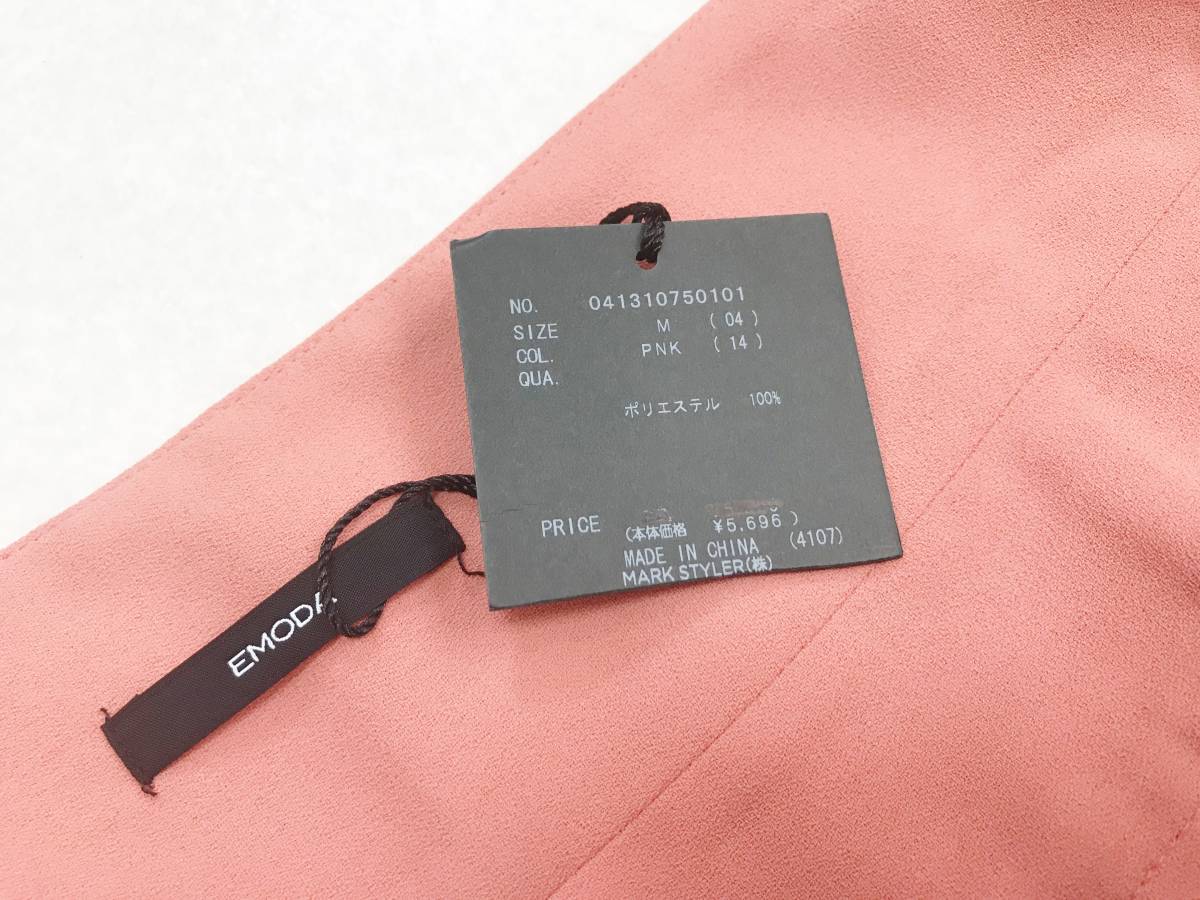 NO. 041310750101
SIZE M (04)
COL. PNK (14)
QUA.
ポリエステル 100%
PRICE (本体価格 ¥5,696)
MADE IN CHINA (4107)
MARK STYLER(株)
EMODA